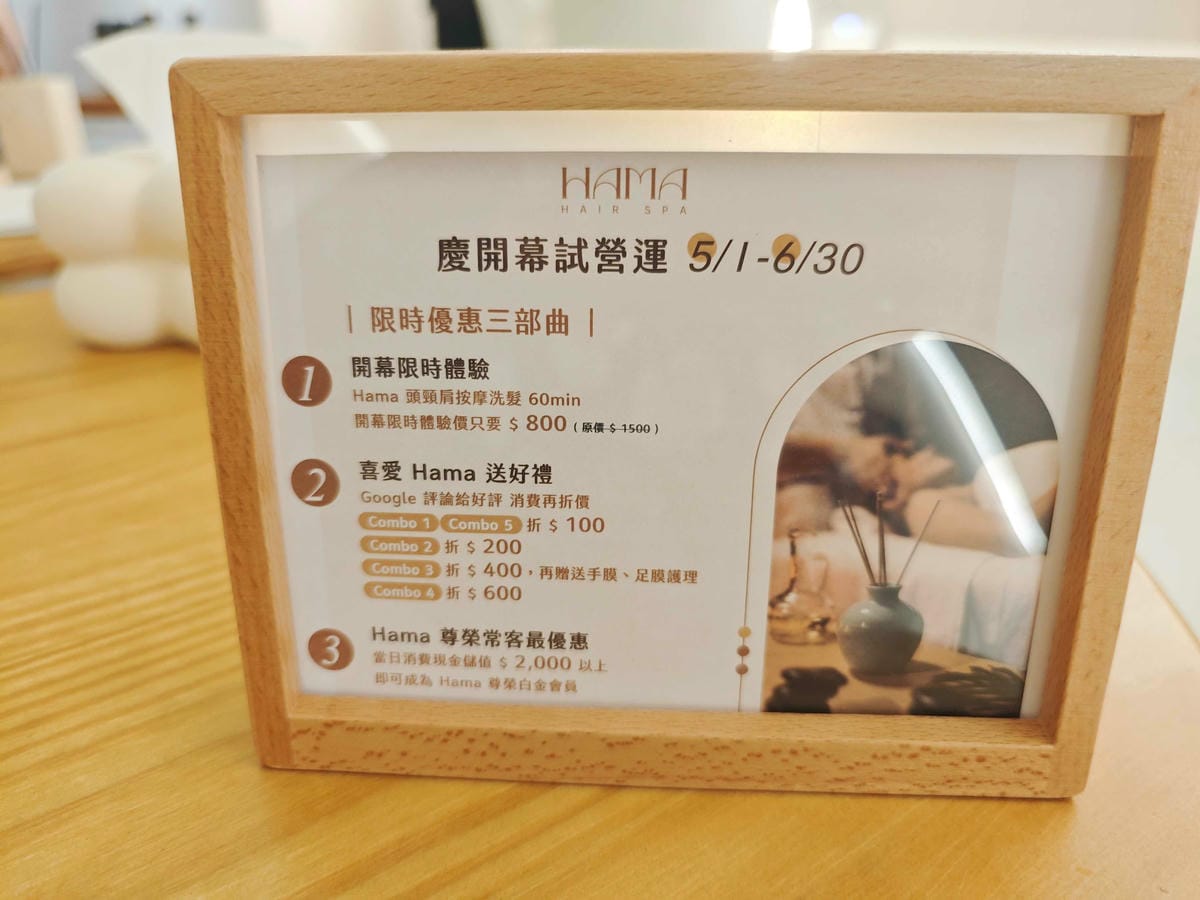 HAMA
HAIR SPA
慶開幕試營運 5/1-6/30
| 限時優惠三部曲 |
1 開幕限時體驗
Hama 頭頸肩按摩洗髮 60min
開幕限時體驗價只要 $ 800 ( 原價 $ 1500 )
2 喜愛 Hama 送好禮
Google 評論給好評 消費再折價
Combo 1 Combo 5 折 $ 100
Combo 2 折 $ 200
Combo 3 折 $ 400，再贈送手膜、足膜護理
Combo 4 折 $ 600
3 Hama 尊榮常客最優惠
當日消費現金儲值 $ 2,000 以上
即可成為 Hama 尊榮白金會員